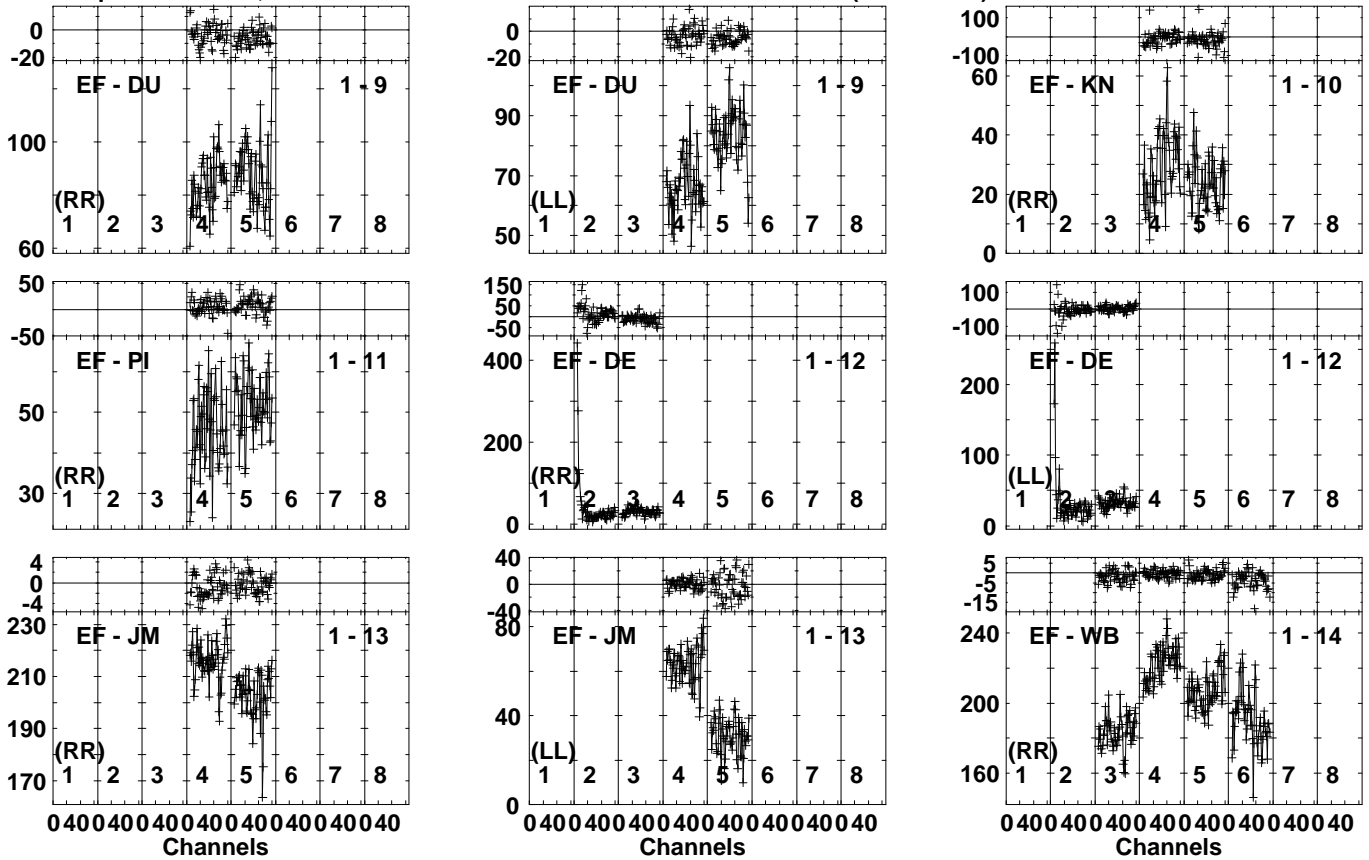 0
-20
EF - DU 1 - 9
100
(RR)
1 2 3 4 5 6 7 8
60
0
-20
EF - DU 1 - 9
90
70
(LL)
1 2 3 4 5 6 7 8
50
100
-100
60 EF - KN 1 - 10
40
20
(RR)
1 2 3 4 5 6 7 8
0
50
-50
EF - PI 1 - 11
50
(RR)
30
1 2 3 4 5 6 7 8
150
50
-50
400 EF - DE 1 - 12
200
(RR)
1 2 3 4 5 6 7 8
0
100
-100
EF - DE 1 - 12
200
100
(LL)
1 2 3 4 5 6 7 8
0
4
0
-4
230 EF - JM 1 - 13
210
190
(RR)
170 1 2 3 4 5 6 7 8
0 40 0 40 0 40 0 40 0 40 0 40 0 40 0 40
Channels
40
0
-40
80 EF - JM 1 - 13
40
(LL)
1 2 3 4 5 6 7 8
0
0 40 0 40 0 40 0 40 0 40 0 40 0 40 0 40
Channels
5
-5
-15
240 EF - WB 1 - 14
200
(RR)
160 1 2 3 4 5 6 7 8
0 40 0 40 0 40 0 40 0 40 0 40 0 40 0 40
Channels